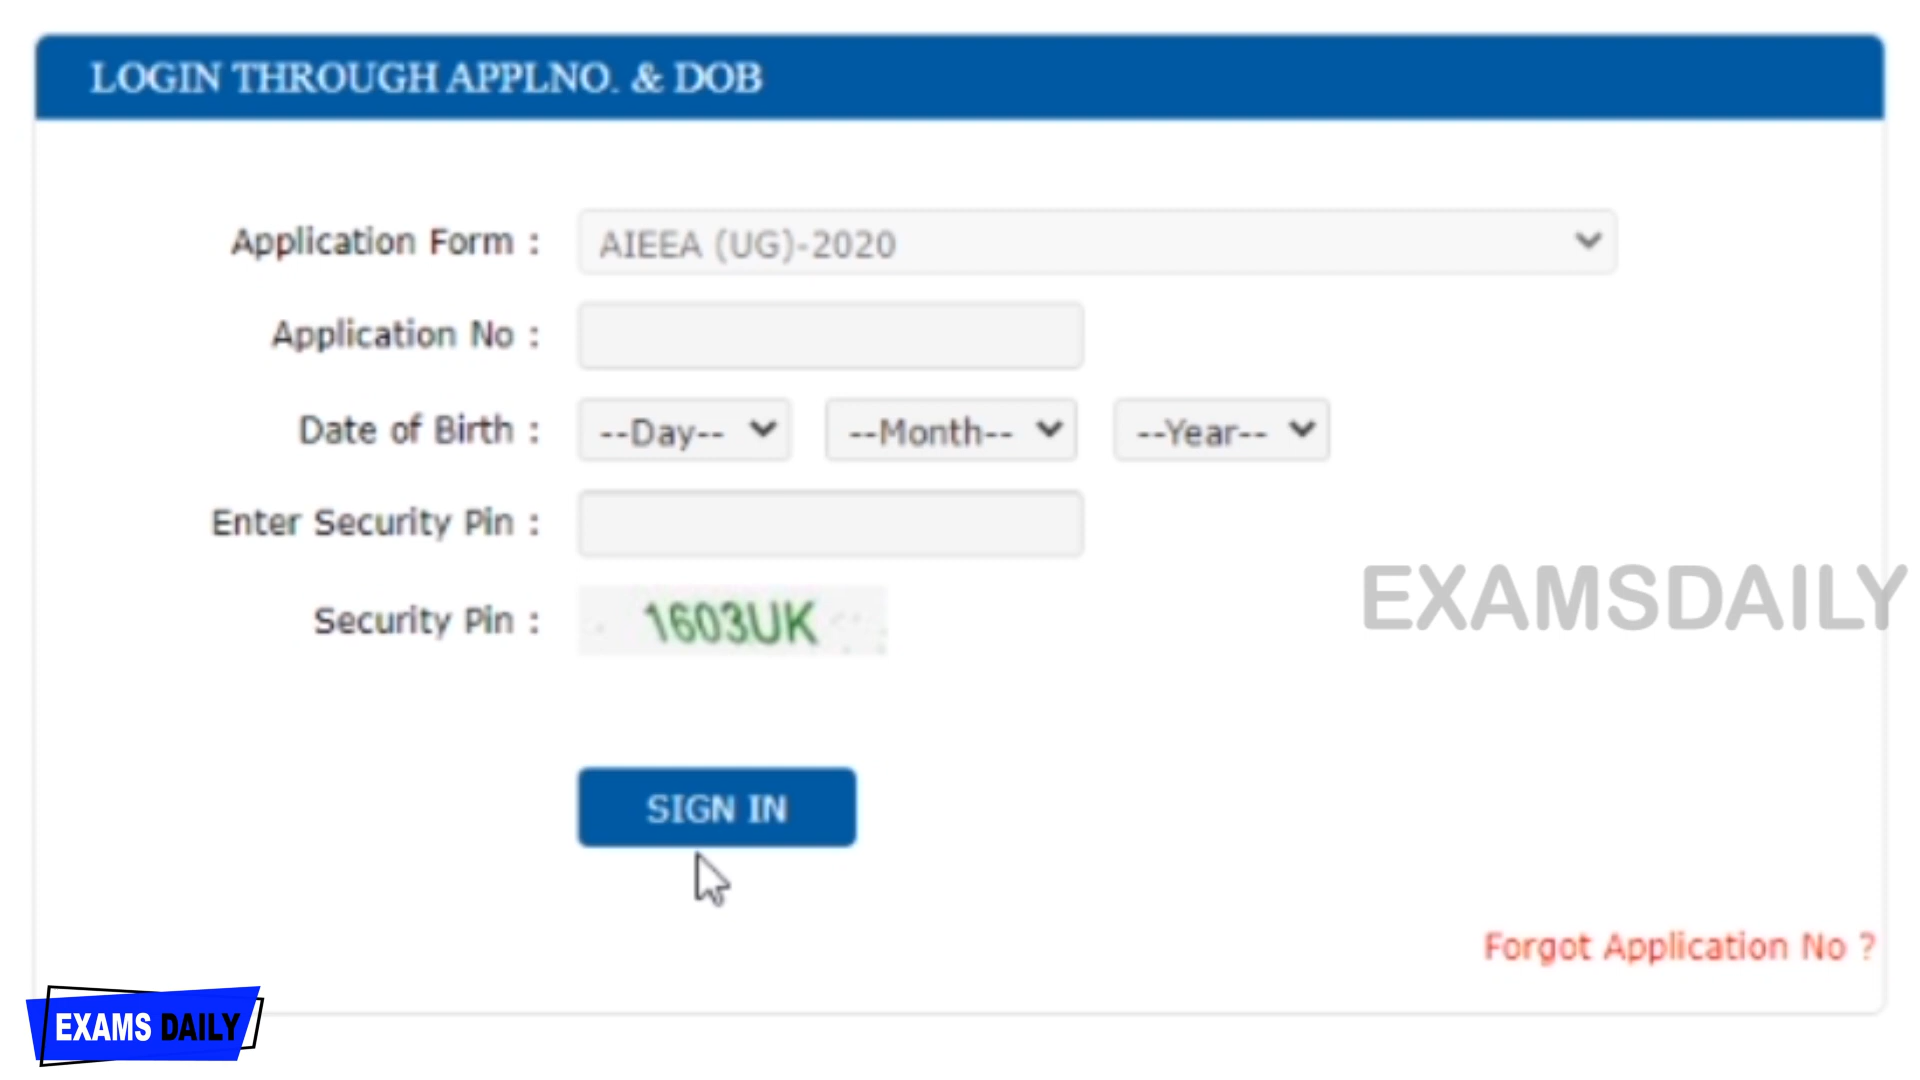 LOGIN THROUGH APPLNO. & DOB
Application Form : AIEEA (UG)-2020
Application No :
Date of Birth : --Day-- --Month-- --Year--
Enter Security Pin :
Security Pin : 1603UK
EXAMSDAILY
SIGN IN
Forgot Application No ?
EXAMS DAILY